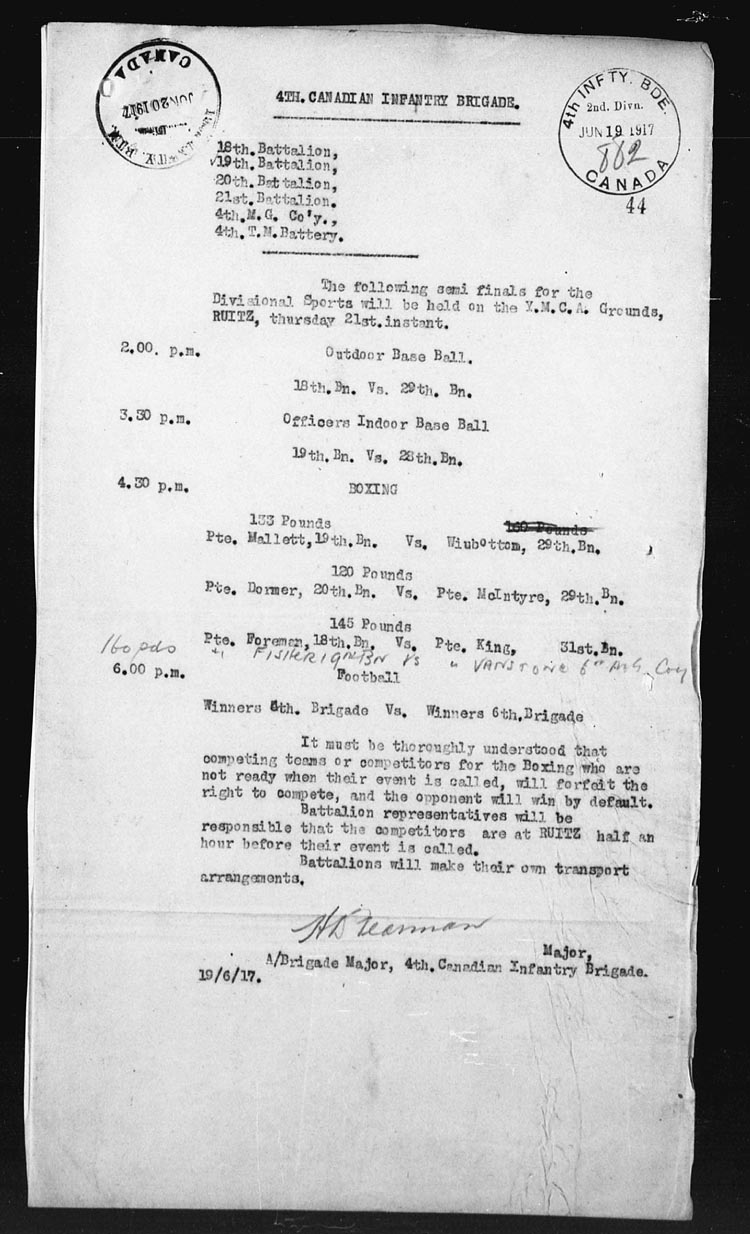 CANADA
JUN 20 1917
4th INFTY. BDE.
2nd. Divn.
JUN 19 1917
862
CANADA
44
4TH. CANADIAN INFANTRY BRIGADE.
18th. Battalion,
19th. Battalion,
20th. Battalion,
21st. Battalion.
4th. M.G. Co'y.,
4th. T.M. Battery.
The following semi finals for the
Divisional Sports will be held on the Y.M.C.A. Grounds,
RUITZ, thursday 21st. instant.
2.00. p.m. Outdoor Base Ball.
18th. Bn. Vs. 29th. Bn.
3.30 p.m. Officers Indoor Base Ball
19th. Bn. Vs. 28th. Bn.
4.30 p.m. BOXING
133 Pounds 160 Pounds
Pte. Mallett, 19th. Bn. Vs. Wiubottom, 29th. Bn.
120 Pounds
Pte. Dormer, 20th. Bn. Vs. Pte. McIntyre, 29th. Bn.
145 Pounds
Pte. Foreman, 18th. Bn. Vs. Pte. King, 31st. Bn.
160 pds " FISHER 19th Bn Vs " VANSTONE 6th Coy
6.00 p.m. Football
Winners 4th. Brigade Vs. Winners 6th. Brigade
It must be thoroughly understood that
competing teams or competitors for the Boxing who are
not ready when their event is called, will forfeit the
right to compete, and the opponent will win by default.
Battalion representatives will be
responsible that the competitors are at RUITZ half an
hour before their event is called.
Battalions will make their own transport
arrangements.
Major,
A/Brigade Major, 4th. Canadian Infantry Brigade.
19/6/17.